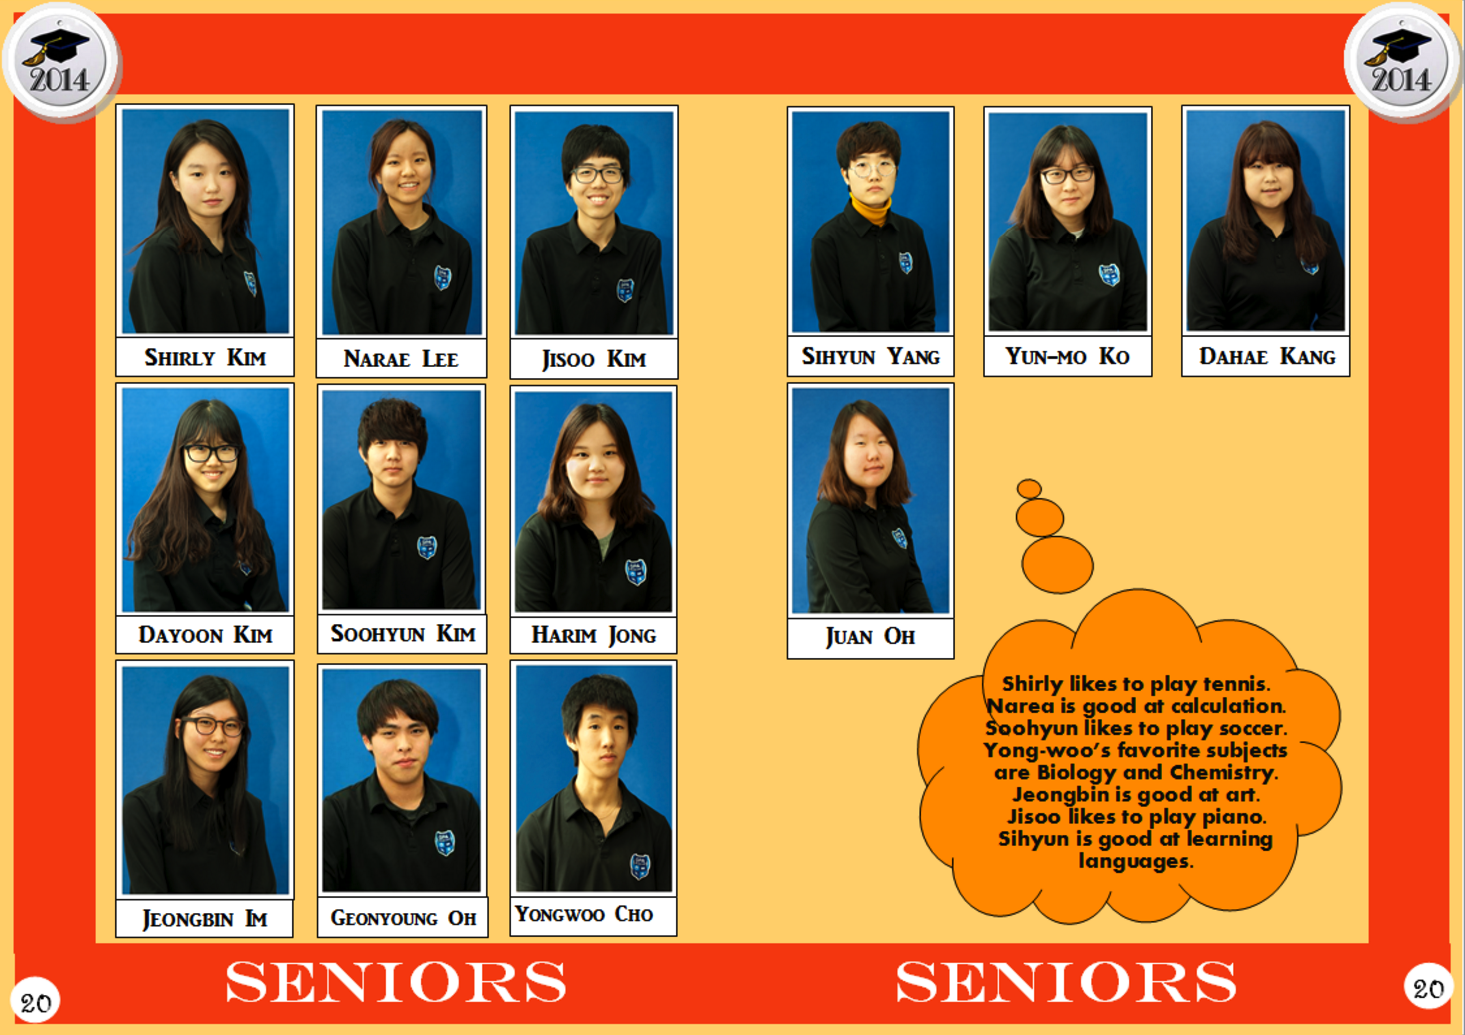 2014
2014
Shirly Kim
Narae Lee
Jisoo Kim
Sihyun Yang
Yun-mo Ko
Dahae Kang
Dayoon Kim
Soohyun Kim
Harim Jong
Juan Oh
Jeongbin Im
Geonyoung Oh
Yongwoo Cho
Shirly likes to play tennis.
Narea is good at calculation.
Soohyun likes to play soccer.
Yong-woo's favorite subjects
are Biology and Chemistry.
Jeongbin is good at art.
Jisoo likes to play piano.
Sihyun is good at learning
languages.
SENIORS
SENIORS
20
20